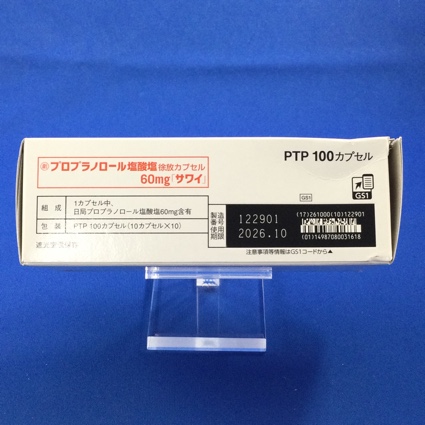 プロプラノロール塩酸塩徐放カプセル
60mg「サワイ」
PTP 100カプセル
GS1
組成 1カプセル中、
日局プロプラノロール塩酸塩60mg含有
包装 PTP 100カプセル(10カプセル×10)
製造番号 122901
使用期限 2026.10
GS1
(17)261000(10)122901
(01)14987080031618
注意事項等情報はGS1コードから▲